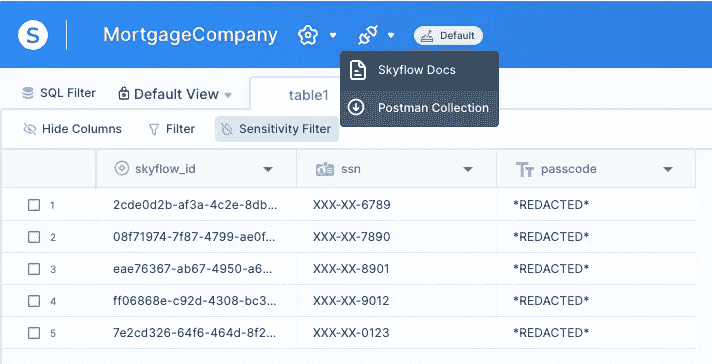 S MortgageCompany Default
Skyflow Docs
Postman Collection
SQL Filter Default View table1
Hide Columns Filter Sensitivity Filter
skyflow_id ssn Tт passcode
1 2cde0d2b-af3a-4c2e-8db... XXX-XX-6789 *REDACTED*
2 08f71974-7f87-4799-ae0f... XXX-XX-7890 *REDACTED*
3 eae76367-ab67-4950-a6... XXX-XX-8901 *REDACTED*
4 ff06868e-c92d-4308-bc3... XXX-XX-9012 *REDACTED*
5 7e2cd326-64f6-464d-8f2... XXX-XX-0123 *REDACTED*